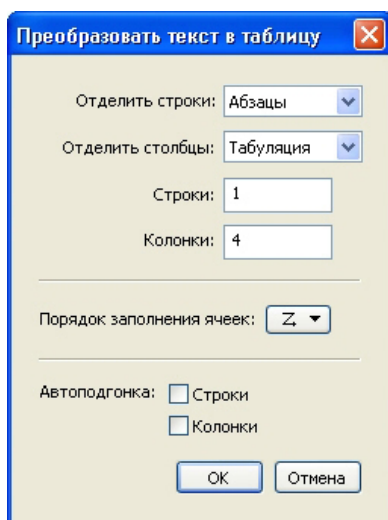 Преобразовать текст в таблицу
Отделить строки: Абзацы
Отделить столбцы: Табуляция
Строки: 1
Колонки: 4
Порядок заполнения ячеек:
Автоподгонка: Строки
Колонки
OK Отмена